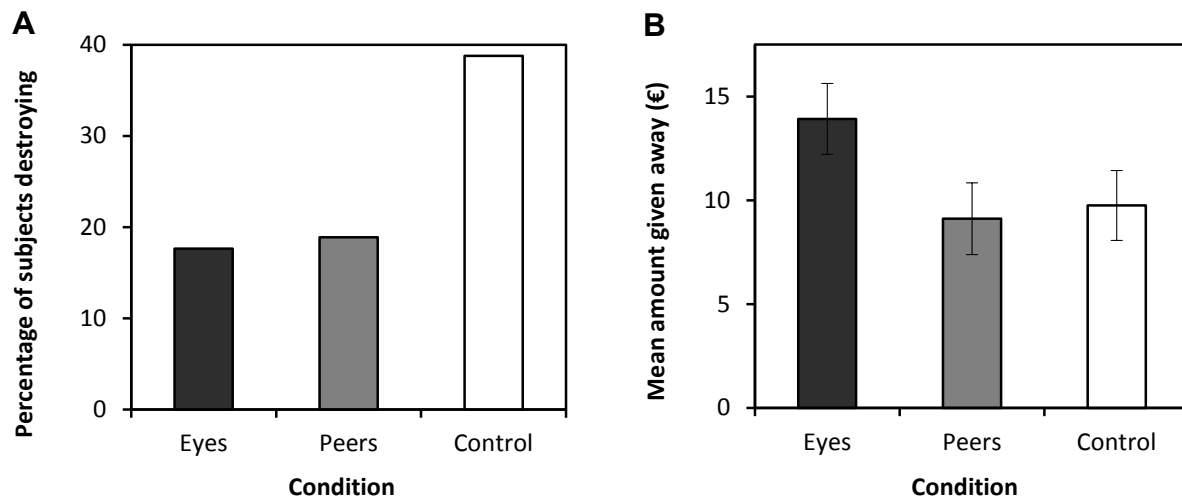 A
Percentage of subjects destroying
40
30
20
10
0
Eyes
Peers
Control
Condition
B
Mean amount given away (€)
15
10
5
0
Eyes
Peers
Control
Condition